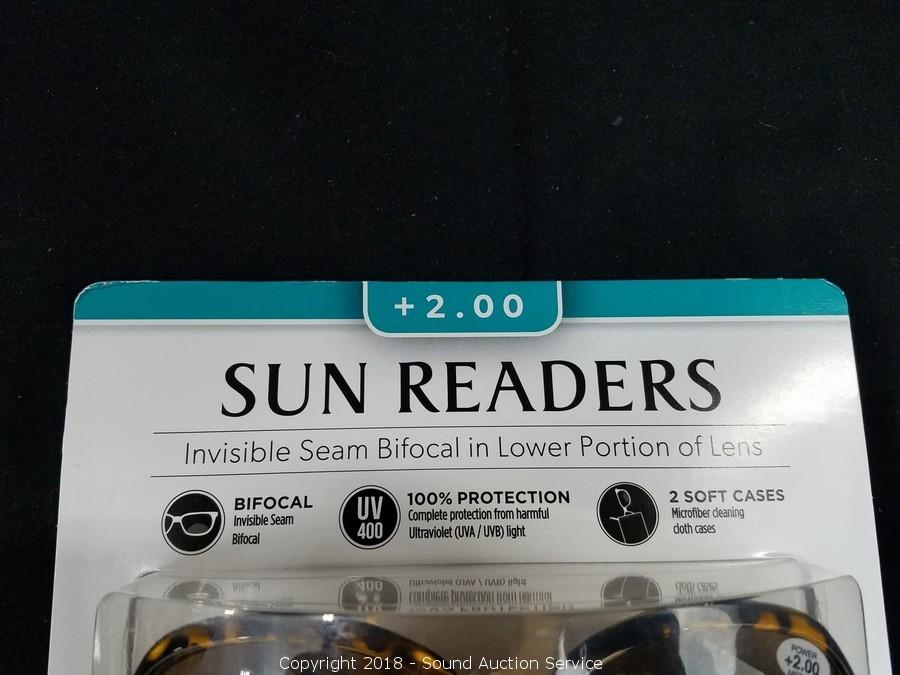 +2.00
SUN READERS
Invisible Seam Bifocal in Lower Portion of Lens
BIFOCAL
Invisible Seam
Bifocal
UV
400
100% PROTECTION
Complete protection from harmful
Ultraviolet (UVA / UVB) light
2 SOFT CASES
Microfiber cleaning
cloth cases
POWER
+2.00
Copyright 2018 - Sound Auction Service